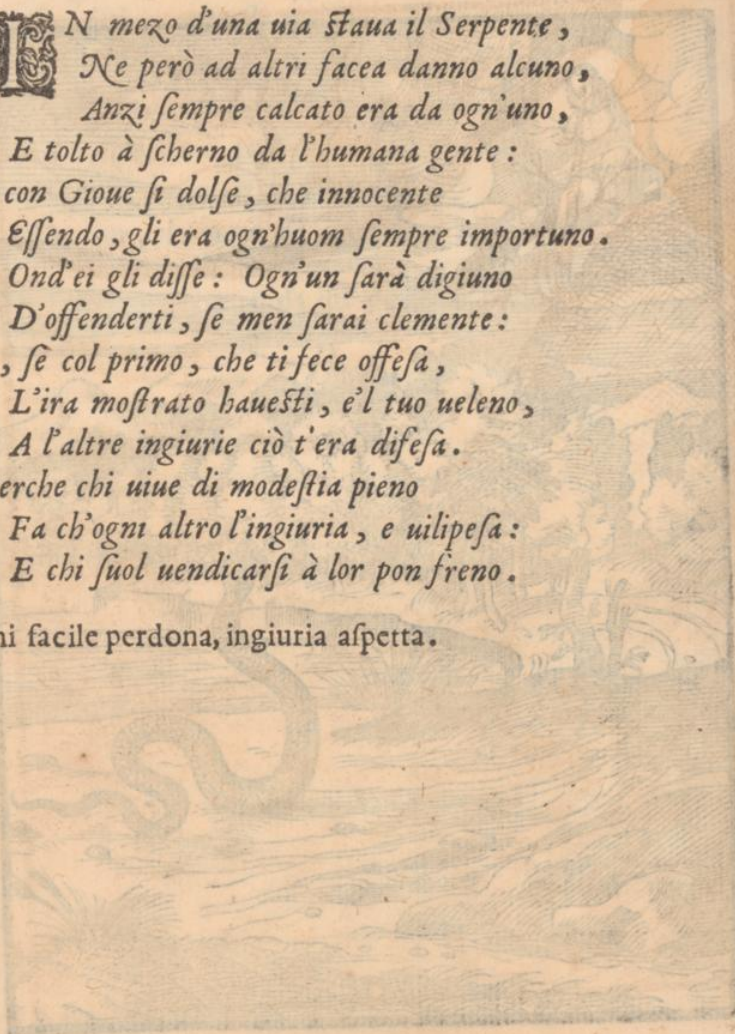 IN mezo d'una uia ſtaua il Serpente,
Ne però ad altri facea danno alcuno,
Anzi ſempre calcato era da ogn'uno,
E tolto à ſcherno da l'humana gente:
con Gioue ſi dolſe, che innocente
Eſſendo, gli era ogn'huom ſempre importuno.
Ond'ei gli diſſe: Ogn'un ſarà digiuno
D'offenderti, ſe men ſarai clemente:
, ſè col primo, che ti fece offeſa,
L'ira moſtrato haueſti, e'l tuo ueleno,
A l'altre ingiurie ciò t'era difeſa.
erche chi uiue di modeſtia pieno
Fa ch'ogni altro l'ingiuria, e uilipeſa:
E chi ſuol uendicarſi à lor pon freno.
hi facile perdona, ingiuria aſpetta.